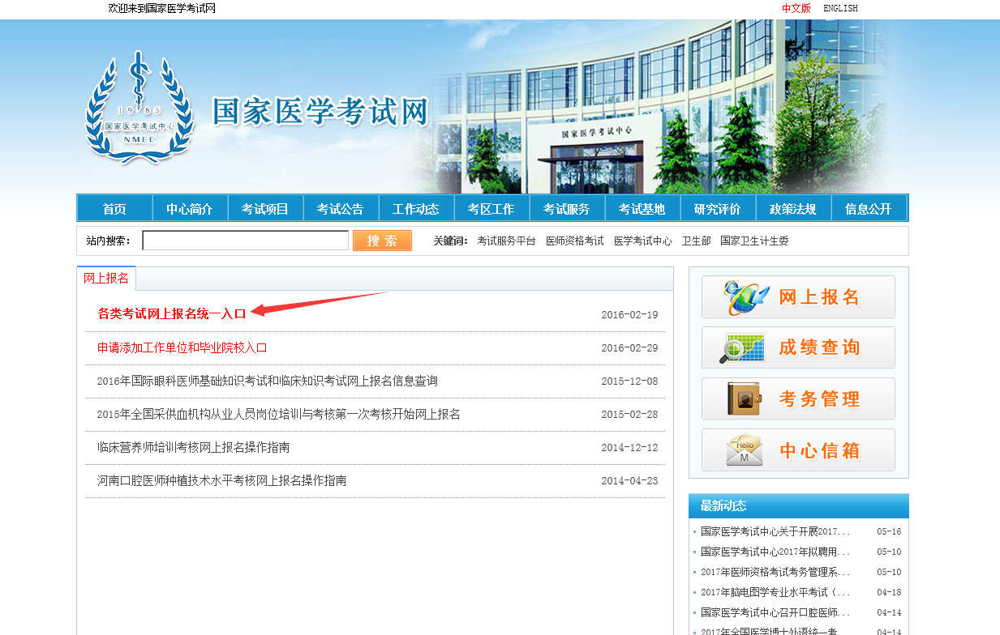 欢迎来到国家医学考试网
中文版 ENGLISH
1985
国家医学考试中心
NMEC
国家医学考试网
国家医学考试中心
首页 中心简介 考试项目 考试公告 工作动态 考区工作 考试服务 考试基地 研究评价 政策法规 信息公开
站内搜索： 搜 索 关键词： 考试服务平台 医师资格考试 医学考试中心 卫生部 国家卫生计生委
网上报名
各类考试网上报名统一入口 2016-02-19
申请添加工作单位和毕业院校入口 2016-02-29
2016年国际眼科医师基础知识考试和临床知识考试网上报名信息查询 2015-12-08
2015年全国采供血机构从业人员岗位培训与考核第一次考核开始网上报名 2015-02-28
临床营养师培训考核网上报名操作指南 2014-12-12
河南口腔医师种植技术水平考核网上报名操作指南 2014-04-23
网上报名
成绩查询
考务管理
Hello
M
中心信箱
最新动态
国家医学考试中心关于开展2017... 05-16
国家医学考试中心2017年拟聘用... 05-10
2017年医师资格考试考务管理系... 05-10
2017年脑电图学专业水平考试（... 04-18
国家医学考试中心召开口腔医师... 04-14
2017年全国医学博士外语统一考... 04-14